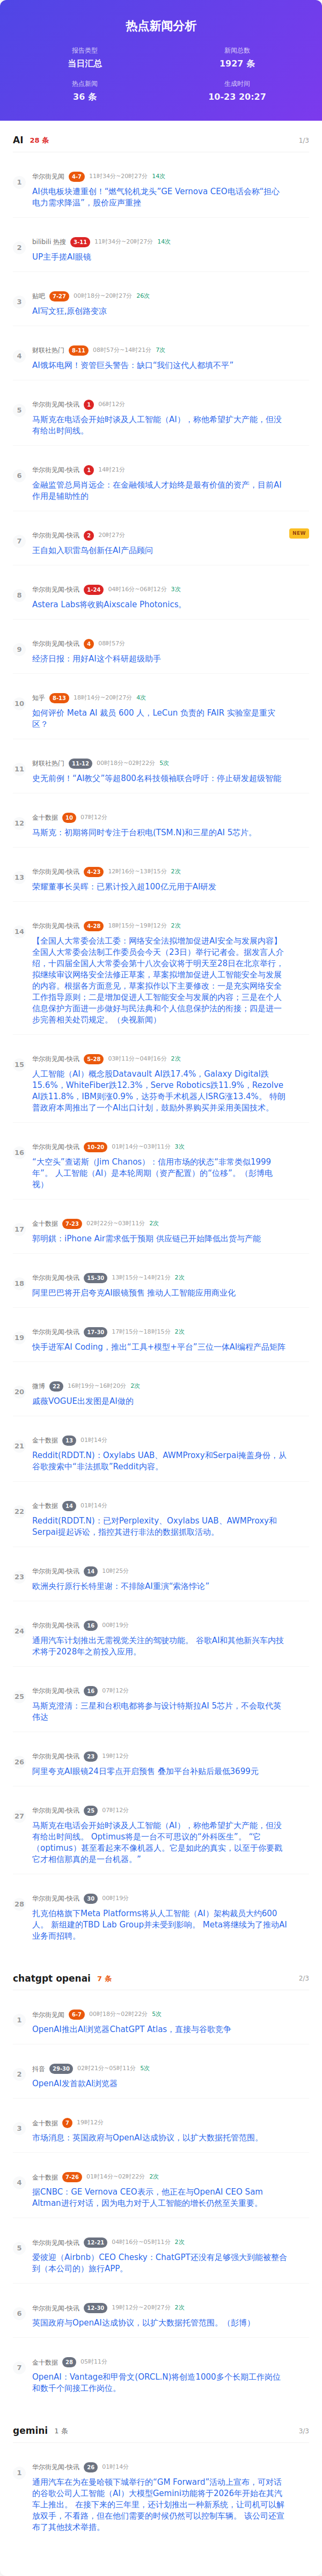 热点新闻分析
报告类型
新闻总数
当日汇总
1927 条
热点新闻
生成时间
36 条
10-23 20:27
AI 28 条 1/3
1
华尔街见闻 4-7 11时34分~20时27分 14次
AI供电板块遭重创！“燃气轮机龙头”GE Vernova CEO电话会称“担心
电力需求降温”，股价应声重挫
2
bilibili 热搜 3-11 11时34分~20时27分 14次
UP主手搓AI眼镜
3
贴吧 7-27 00时18分~20时27分 26次
AI写文狂,原创路变凉
4
财联社热门 8-11 08时57分~14时21分 7次
AI饿坏电网！资管巨头警告：缺口“我们这代人都填不平”
5
华尔街见闻-快讯 1 06时12分
马斯克在电话会开始时谈及人工智能（AI），称他希望扩大产能，但没
有给出时间线。
6
华尔街见闻-快讯 1 14时21分
金融监管总局肖远企：在金融领域人才始终是最有价值的资产，目前AI
作用是辅助性的
7
华尔街见闻-快讯 2 20时27分
NEW
王自如入职雷鸟创新任AI产品顾问
8
华尔街见闻-快讯 1-24 04时16分~06时12分 3次
Astera Labs将收购Aixscale Photonics。
9
华尔街见闻-快讯 4 08时57分
经济日报：用好AI这个科研超级助手
10
知乎 8-13 18时14分~20时27分 4次
如何评价 Meta AI 裁员 600 人，LeCun 负责的 FAIR 实验室是重灾
区？
11
财联社热门 11-12 00时18分~02时22分 5次
史无前例！“AI教父”等超800名科技领袖联合呼吁：停止研发超级智能
12
金十数据 10 07时12分
马斯克：初期将同时专注于台积电(TSM.N)和三星的AI 5芯片。
13
华尔街见闻-快讯 4-23 12时16分~13时15分 2次
荣耀董事长吴晖：已累计投入超100亿元用于AI研发
14
华尔街见闻-快讯 4-28 18时15分~19时12分 2次
【全国人大常委会法工委：网络安全法拟增加促进AI安全与发展内容】
全国人大常委会法制工作委员会今天（23日）举行记者会。据发言人介
绍，十四届全国人大常委会第十八次会议将于明天至28日在北京举行，
拟继续审议网络安全法修正草案，草案拟增加促进人工智能安全与发展
的内容。根据各方面意见，草案拟作以下主要修改：一是充实网络安全
工作指导原则；二是增加促进人工智能安全与发展的内容；三是在个人
信息保护方面进一步做好与民法典和个人信息保护法的衔接；四是进一
步完善相关处罚规定。（央视新闻）
15
华尔街见闻-快讯 5-28 03时11分~04时16分 2次
人工智能（AI）概念股Datavault AI跌17.4%，Galaxy Digital跌
15.6%，WhiteFiber跌12.3%，Serve Robotics跌11.9%，Rezolve
AI跌11.8%，IBM则涨0.9%，达芬奇手术机器人ISRG涨13.4%。 特朗
普政府本周推出了一个AI出口计划，鼓励外界购买并采用美国技术。
16
华尔街见闻-快讯 10-20 01时14分~03时11分 3次
“大空头”查诺斯（Jim Chanos）：信用市场的状态“非常类似1999
年”。 人工智能（AI）是本轮周期（资产配置）的“位移”。（彭博电
视）
17
金十数据 7-23 02时22分~03时11分 2次
郭明錤：iPhone Air需求低于预期 供应链已开始降低出货与产能
18
华尔街见闻-快讯 15-30 13时15分~14时21分 2次
阿里巴巴将开启夸克AI眼镜预售 推动人工智能应用商业化
19
华尔街见闻-快讯 17-30 17时15分~18时15分 2次
快手进军AI Coding，推出“工具+模型+平台”三位一体AI编程产品矩阵
20
微博 22 16时19分~16时20分 2次
戚薇VOGUE出发图是AI做的
21
金十数据 13 01时14分
Reddit(RDDT.N)：Oxylabs UAB、AWMProxy和Serpai掩盖身份，从
谷歌搜索中“非法抓取”Reddit内容。
22
金十数据 14 01时14分
Reddit(RDDT.N)：已对Perplexity、Oxylabs UAB、AWMProxy和
Serpai提起诉讼，指控其进行非法的数据抓取活动。
23
华尔街见闻-快讯 14 10时25分
欧洲央行原行长特里谢：不排除AI重演“索洛悖论”
24
华尔街见闻-快讯 16 00时19分
通用汽车计划推出无需视觉关注的驾驶功能。 谷歌AI和其他新兴车内技
术将于2028年之前投入应用。
25
华尔街见闻-快讯 16 07时12分
马斯克澄清：三星和台积电都将参与设计特斯拉AI 5芯片，不会取代英
伟达
26
华尔街见闻-快讯 23 19时12分
阿里夸克AI眼镜24日零点开启预售 叠加平台补贴后最低3699元
27
华尔街见闻-快讯 25 07时12分
马斯克在电话会开始时谈及人工智能（AI），称他希望扩大产能，但没
有给出时间线。 Optimus将是一台不可思议的“外科医生”。 “它
（optimus）甚至看起来不像机器人。它是如此的真实，以至于你要戳
它才相信那真的是一台机器。”
28
华尔街见闻-快讯 30 00时19分
扎克伯格旗下Meta Platforms将从人工智能（AI）架构裁员大约600
人。 新组建的TBD Lab Group并未受到影响。 Meta将继续为了推动AI
业务而招聘。
chatgpt openai 7 条 2/3
1
华尔街见闻 6-7 00时18分~02时22分 5次
OpenAI推出AI浏览器ChatGPT Atlas，直接与谷歌竞争
2
抖音 29-30 02时21分~05时11分 5次
OpenAI发首款AI浏览器
3
金十数据 7 19时12分
市场消息：英国政府与OpenAI达成协议，以扩大数据托管范围。
4
金十数据 7-26 01时14分~02时22分 2次
据CNBC：GE Vernova CEO表示，他正在与OpenAI CEO Sam
Altman进行对话，因为电力对于人工智能的增长仍然至关重要。
5
华尔街见闻-快讯 12-21 04时16分~05时11分 2次
爱彼迎（Airbnb）CEO Chesky：ChatGPT还没有足够强大到能被整合
到（本公司的）旅行APP。
6
华尔街见闻-快讯 12-30 19时12分~20时27分 2次
英国政府与OpenAI达成协议，以扩大数据托管范围。（彭博）
7
金十数据 28 05时11分
OpenAI：Vantage和甲骨文(ORCL.N)将创造1000多个长期工作岗位
和数千个间接工作岗位。
gemini 1 条 3/3
1
华尔街见闻-快讯 26 01时14分
通用汽车在为在曼哈顿下城举行的“GM Forward”活动上宣布，可对话
的谷歌公司人工智能（AI）大模型Gemini功能将于2026年开始在其汽
车上推出。 在接下来的三年里，还计划推出一种新系统，让司机可以解
放双手，不看路，但在他们需要的时候仍然可以控制车辆。 该公司还宣
布了其他技术举措。